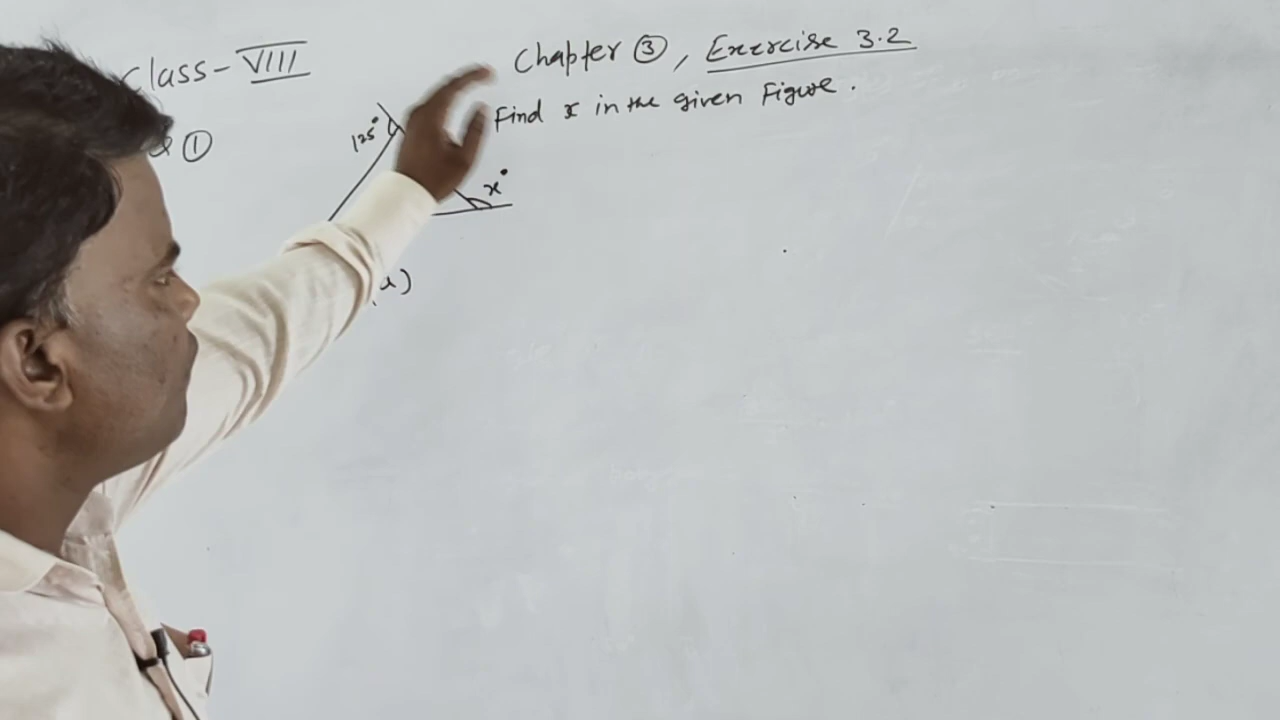 Class-VIII
Chapter ③, Exercise 3.2
①
Find x in the given Figure.
125°
x°
a)